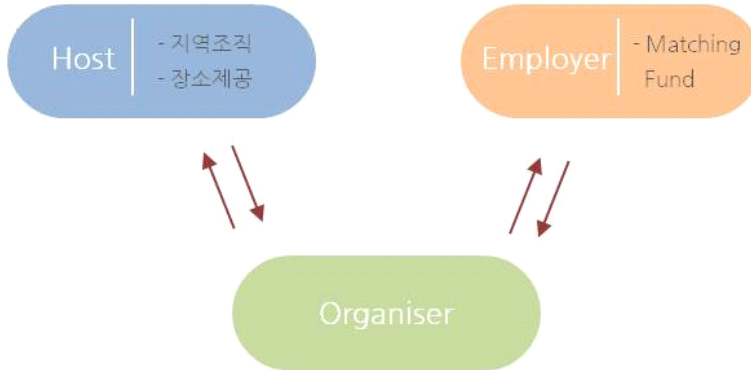 Host
- 지역조직
- 장소제공
Employer
- Matching
Fund
Organiser